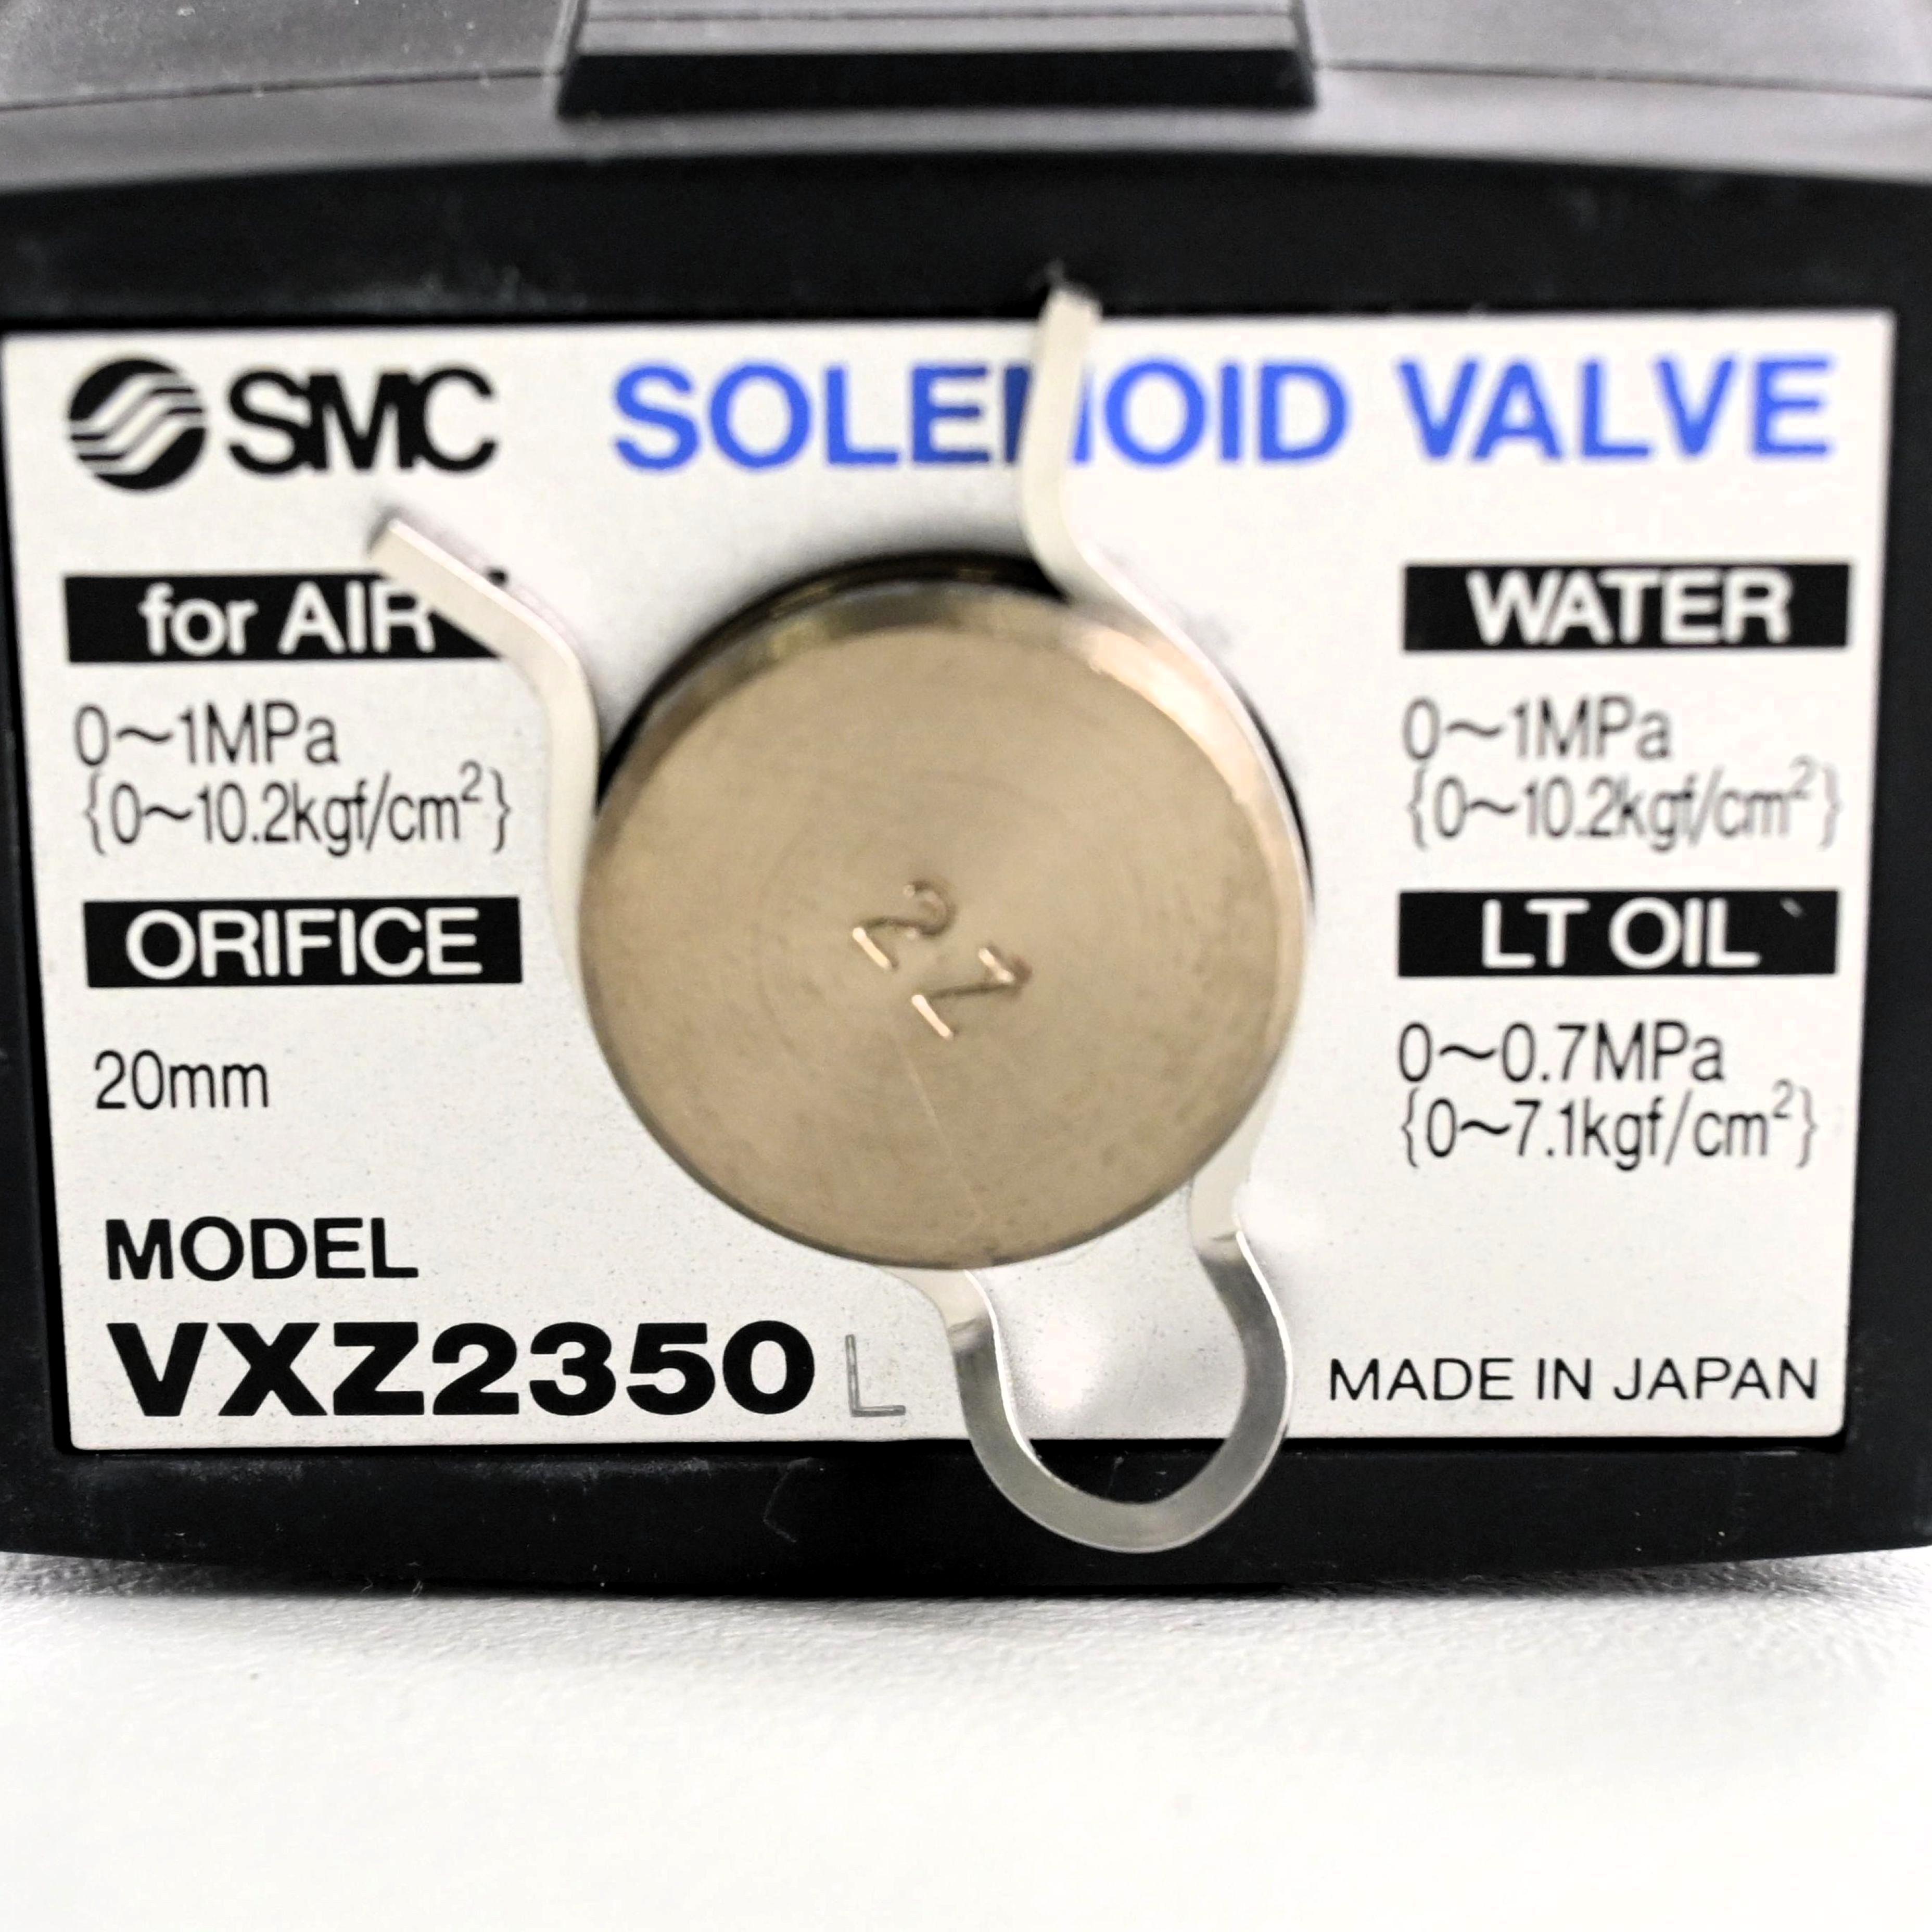 SMC SOLENOID VALVE
for AIR
0~1MPa
{0~10.2kgf/cm²}
ORIFICE
20mm
WATER
0~1MPa
{0~10.2kgf/cm²}
LT OIL
0~0.7MPa
{0~7.1kgf/cm²}
MODEL
VXZ2350 L
MADE IN JAPAN